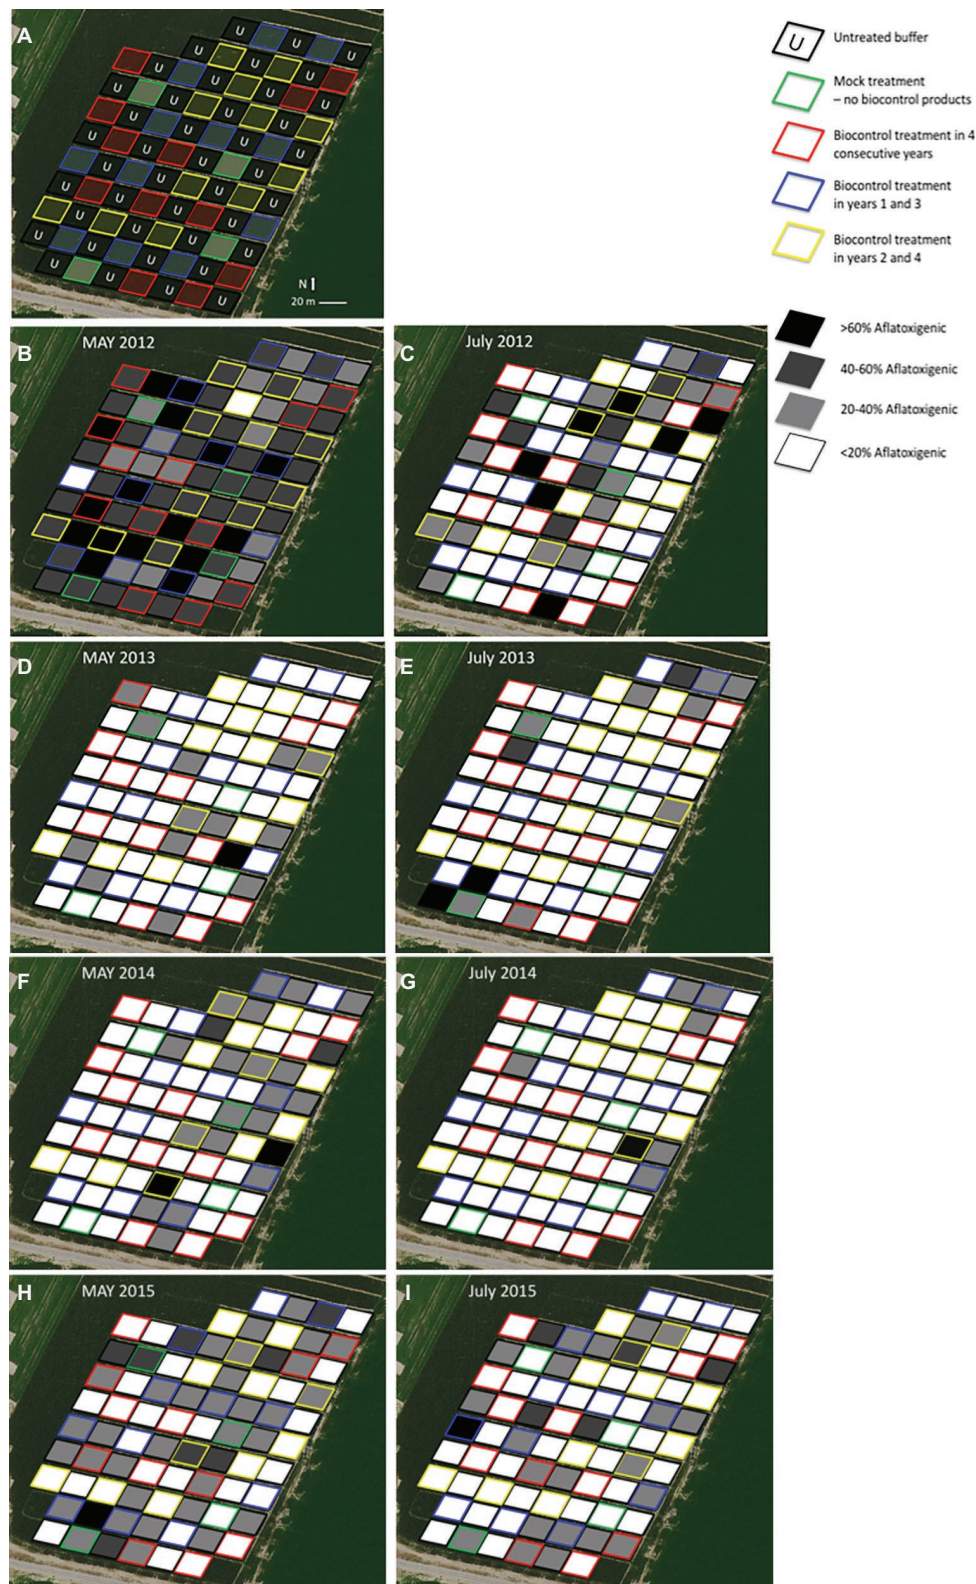 A
U U
U U U
U U U
U U U U
U U U U
U U U U
U U U U
U U U U
U U U U
U U U U
U U U U
U U U U
N
20 m
U Untreated buffer
Mock treatment
– no biocontrol products
Biocontrol treatment in 4
consecutive years
Biocontrol treatment
in years 1 and 3
Biocontrol treatment
in years 2 and 4
>60% Aflatoxigenic
40-60% Aflatoxigenic
20-40% Aflatoxigenic
<20% Aflatoxigenic
B MAY 2012
C July 2012
D MAY 2013
E July 2013
F MAY 2014
G July 2014
H MAY 2015
I July 2015